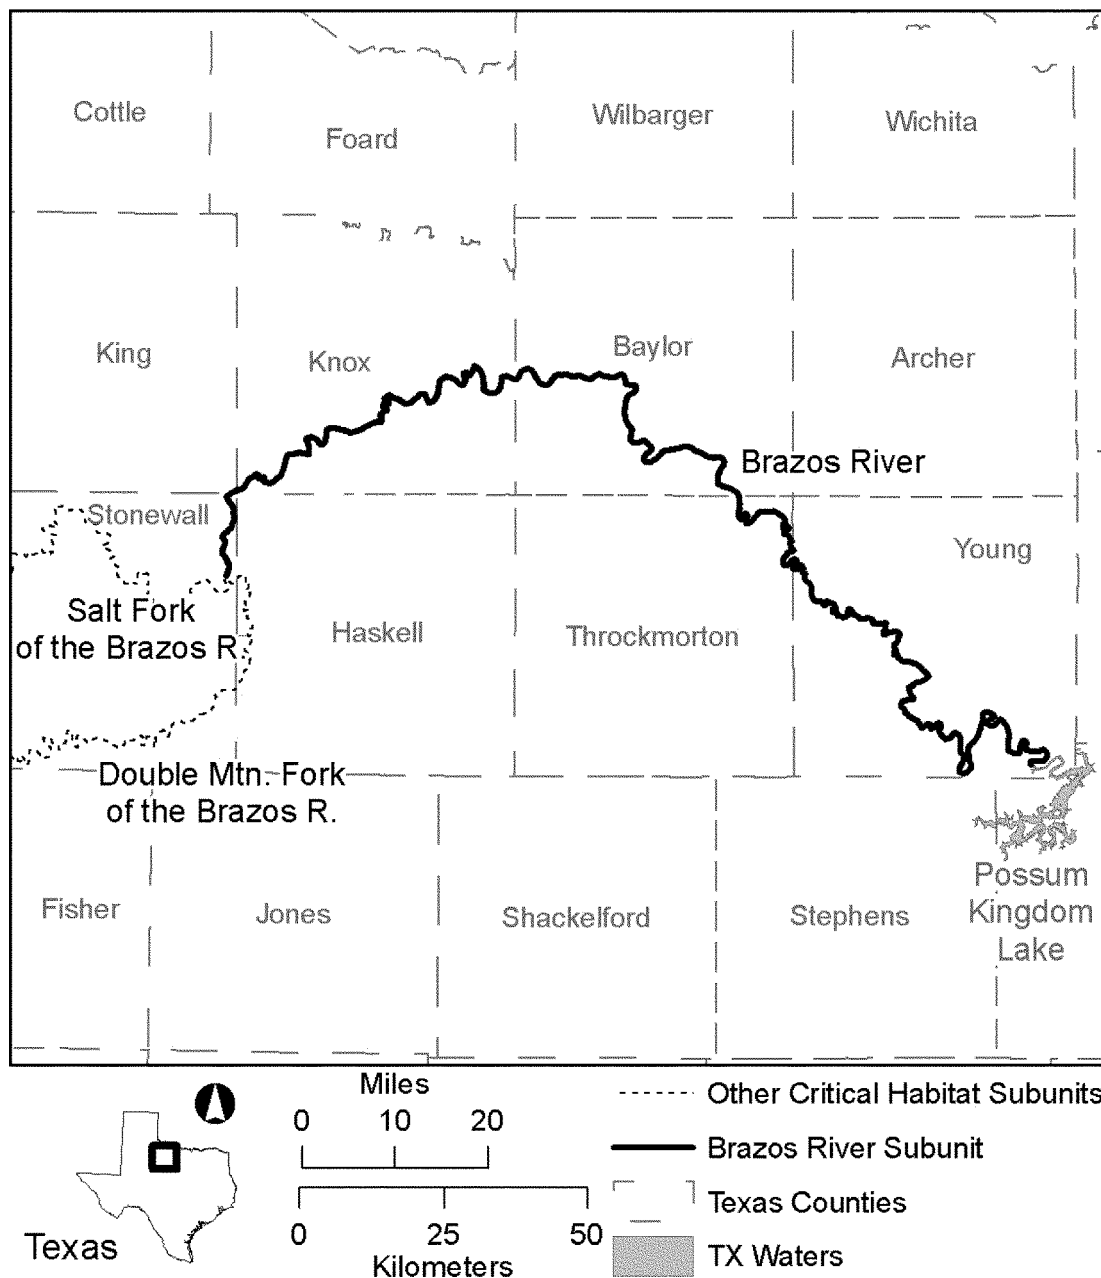 Cottle
Foard
Wilbarger
Wichita
King
Knox
Baylor
Archer
Brazos River
Stonewall
Young
Salt Fork
of the Brazos R
Haskell
Throckmorton
Double Mtn. Fork
of the Brazos R.
Fisher
Jones
Shackelford
Stephens
Possum
Kingdom
Lake
Miles
0 10 20
0 25 50
Kilometers
Texas
Other Critical Habitat Subunits
Brazos River Subunit
Texas Counties
TX Waters